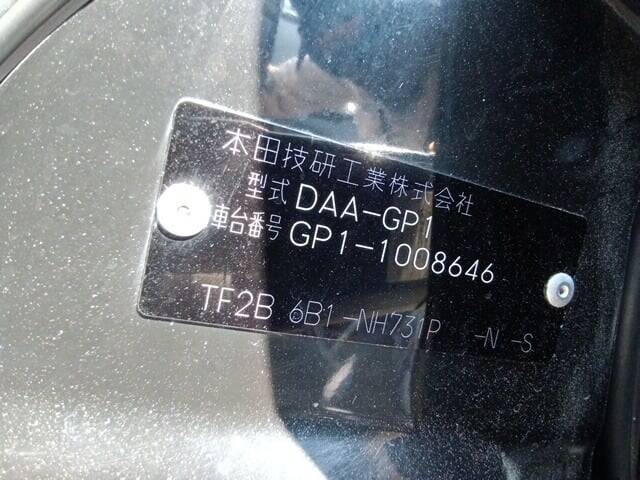 本田技研工業株式会社
型式 DAA-GP1
車台番号 GP1-1008646
TF2B 6B1-NH731P -N -S